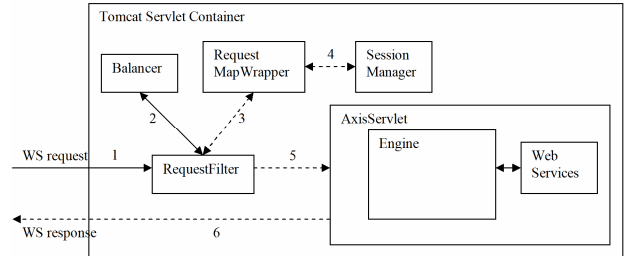 Tomcat Servlet Container
Request
MapWrapper
4
Session
Manager
Balancer
2
3
AxisServlet
Engine
WS request
1
RequestFilter
5
Web
Services
WS response
6